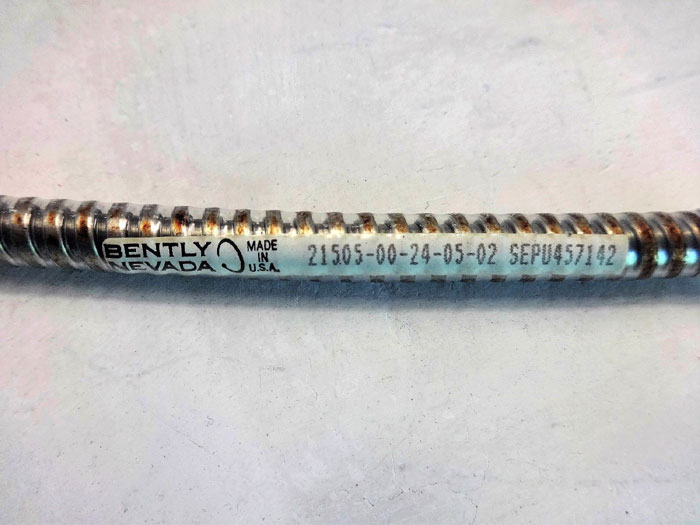 BENTLY
NEVADA
MADE
IN
U.S.A.
21505-00-24-05-02 SEPU457142